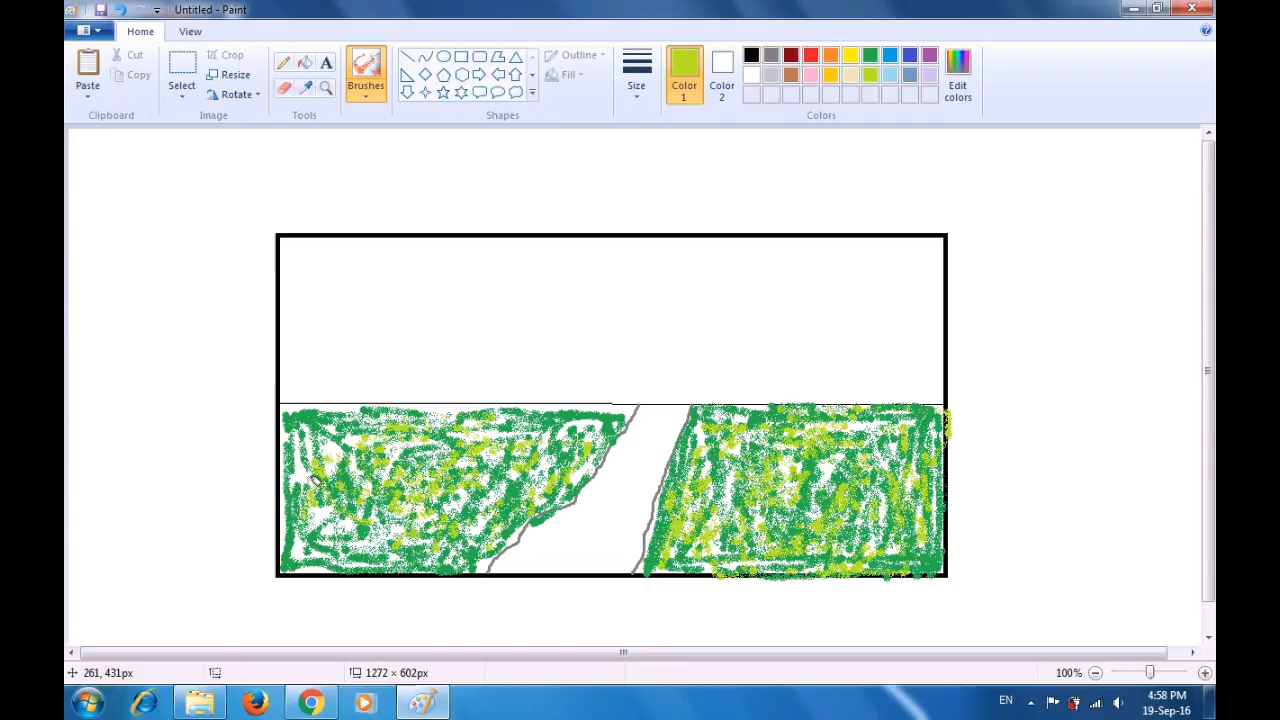 Untitled - Paint
Home
View
Paste
Cut
Copy
Clipboard
Select
Crop
Resize
Rotate
Image
A
Tools
Brushes
Shapes
Outline
Fill
Size
Color
1
Color
2
Edit
colors
Colors
261, 431px
1272 × 602px
100%
EN
4:58 PM
19-Sep-16